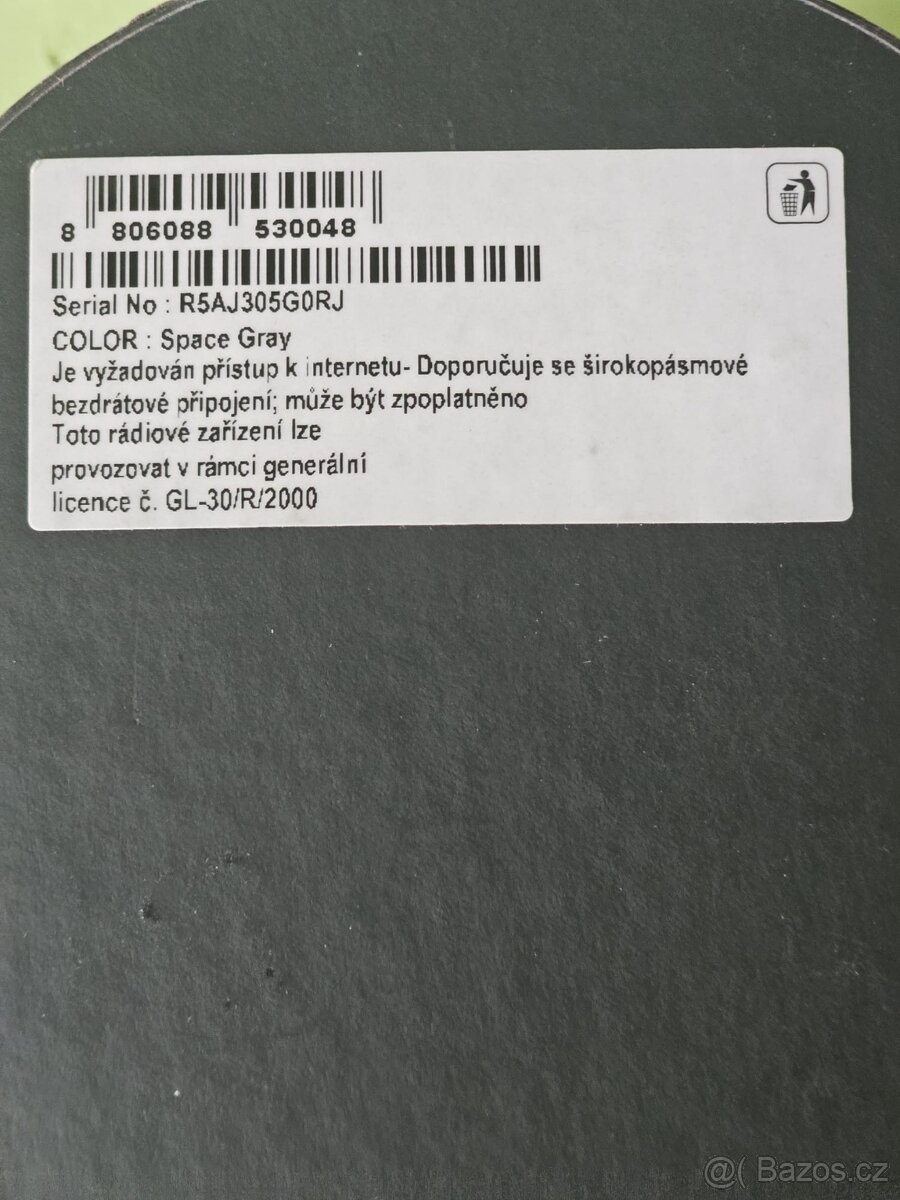 8 806088 530048
Serial No : R5AJ305G0RJ
COLOR : Space Gray
Je vyžadován přístup k internetu- Doporučuje se širokopásmové
bezdrátové připojení; může být zpoplatněno
Toto rádiové zařízení lze
provozovat v rámci generální
licence č. GL-30/R/2000
@( Bazos.cz